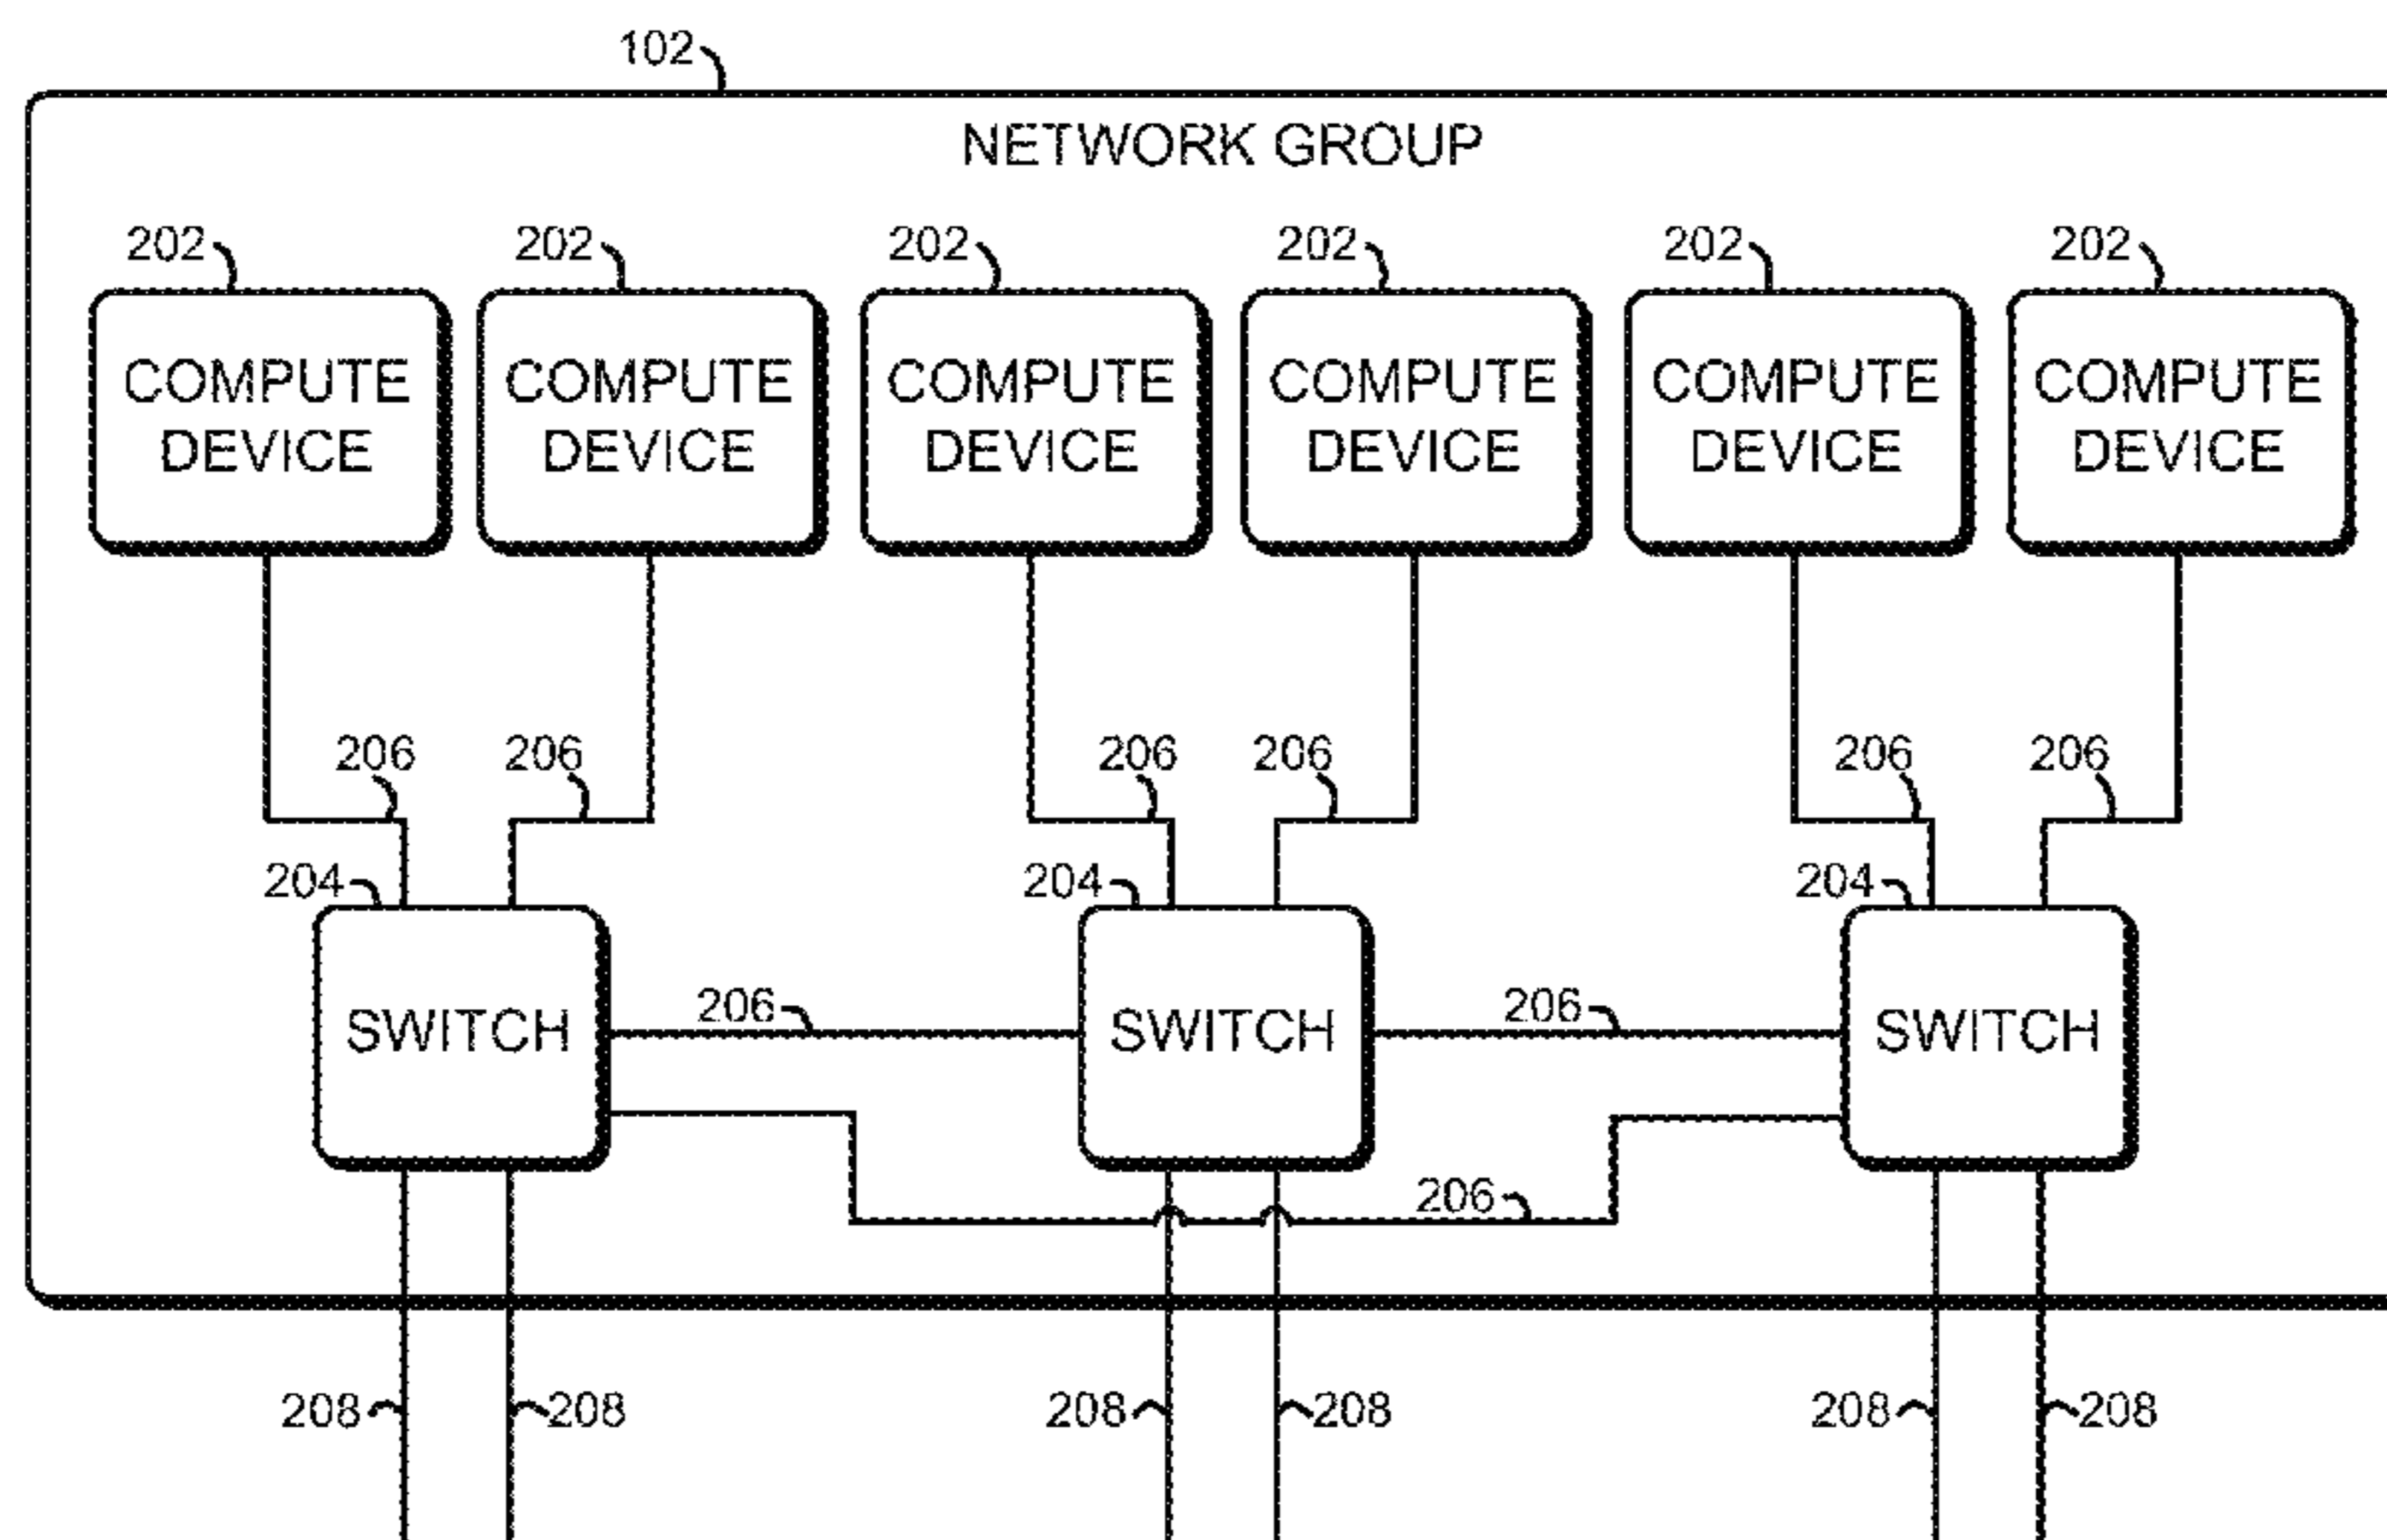 102
NETWORK GROUP
202 202 202 202 202 202
COMPUTE COMPUTE COMPUTE COMPUTE COMPUTE COMPUTE
DEVICE DEVICE DEVICE DEVICE DEVICE DEVICE
206 206 206 206 206 206
204 204 204
206 206
SWITCH SWITCH SWITCH
206
208 208 208 208 208 208